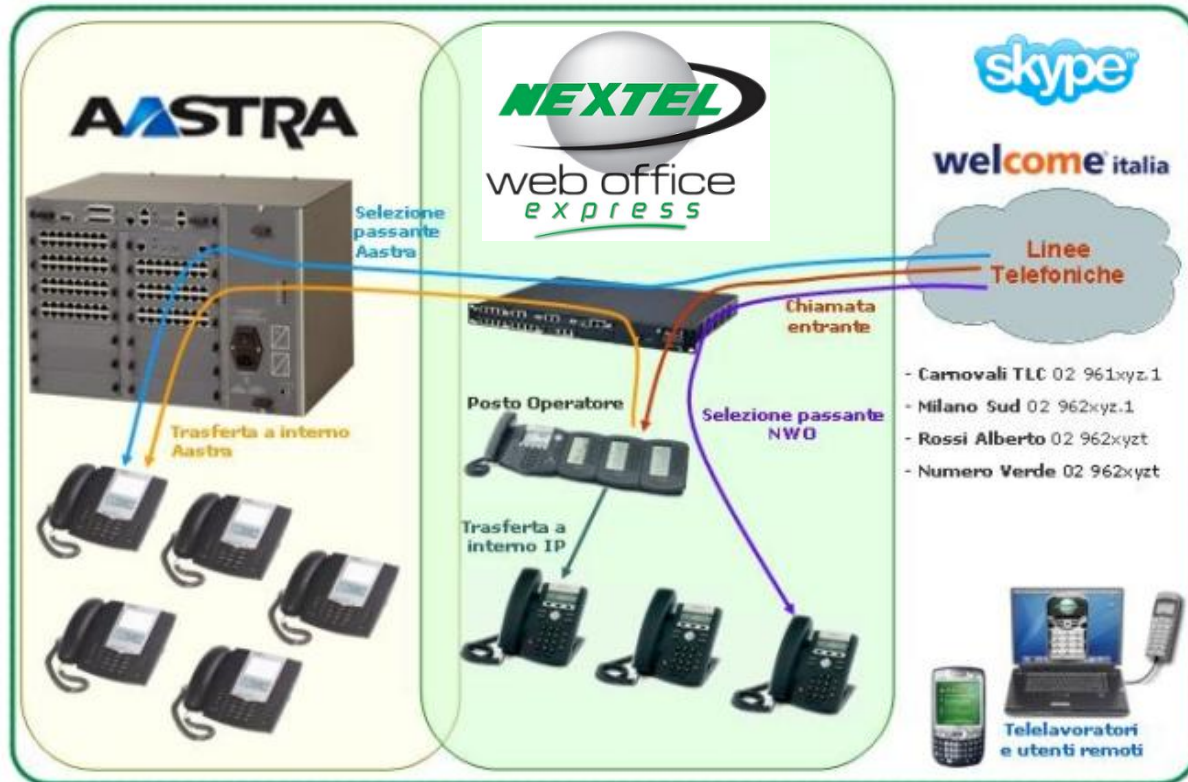 AASTRA
NEXTEL
web office
express
skype
welcome italia
Selezione
passante
Aastra
Linee
Telefoniche
Chiamata
entrante
- Carnovali TLC 02 961xyz.1
- Milano Sud 02 962xyz.1
- Rossi Alberto 02 962xyzt
- Numero Verde 02 962xyzt
Posto Operatore
Selezione passante
NWO
Trasferta a interno
Aastra
Trasferta a
interno IP
Telelavoratori
e utenti remoti